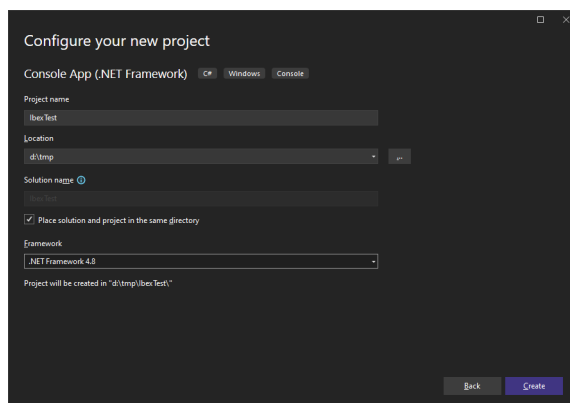 Configure your new project
Console App (.NET Framework) C# Windows Console
Project name
IbexTest
Location
d:\tmp
...
Solution name
IbexTest
Place solution and project in the same directory
Framework
.NET Framework 4.8
Project will be created in "d:\tmp\IbexTest\"
Back Create